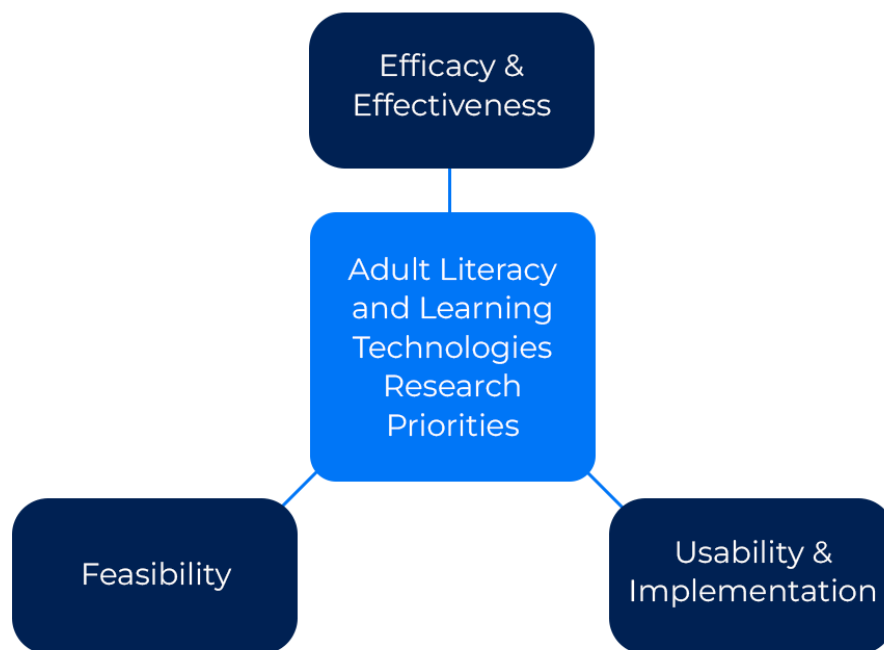 Efficacy &
Effectiveness
Adult Literacy
and Learning
Technologies
Research
Priorities
Feasibility
Usability &
Implementation